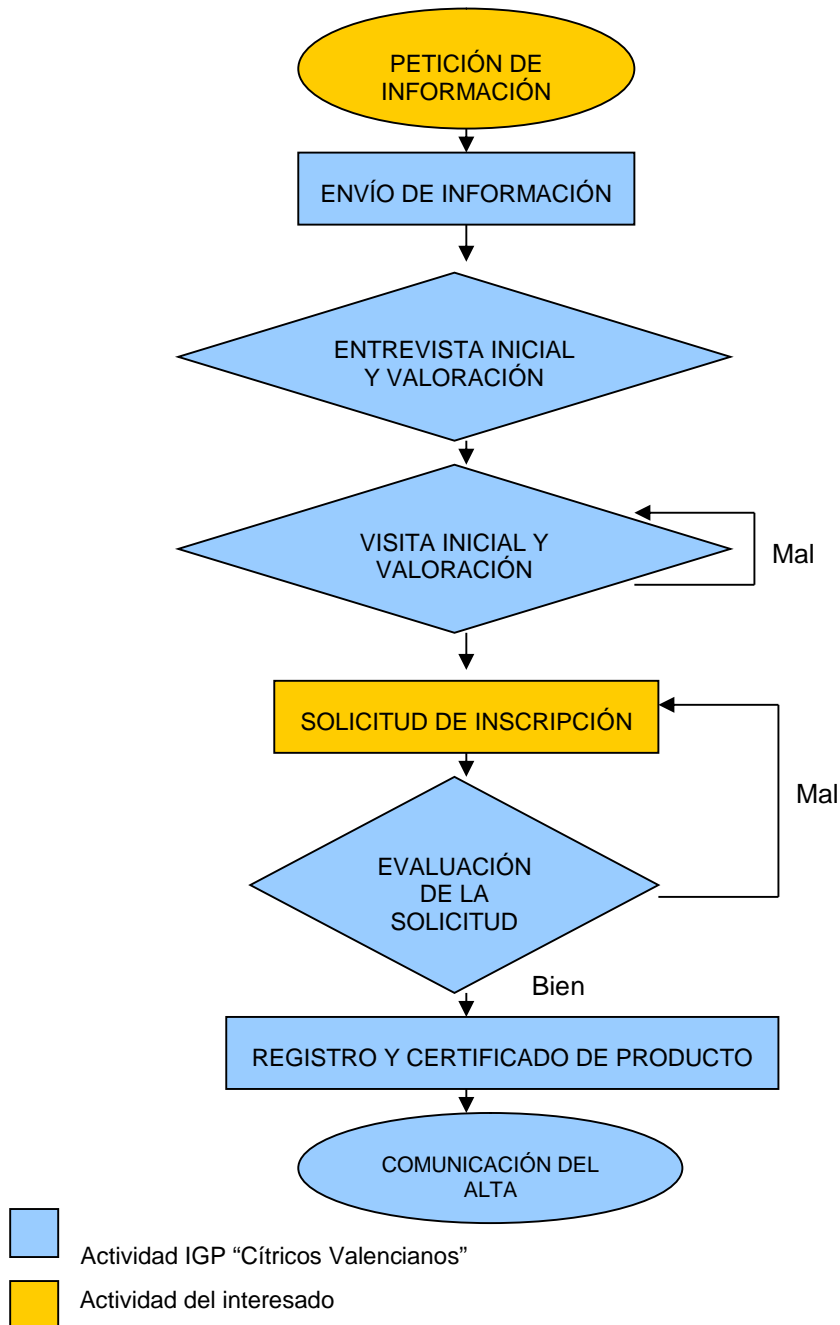 PETICIÓN DE
INFORMACIÓN
ENVÍO DE INFORMACIÓN
ENTREVISTA INICIAL
Y VALORACIÓN
VISITA INICIAL Y
VALORACIÓN
Mal
SOLICITUD DE INSCRIPCIÓN
Mal
EVALUACIÓN
DE LA
SOLICITUD
Bien
REGISTRO Y CERTIFICADO DE PRODUCTO
COMUNICACIÓN DEL
ALTA
Actividad IGP “Cítricos Valencianos”
Actividad del interesado